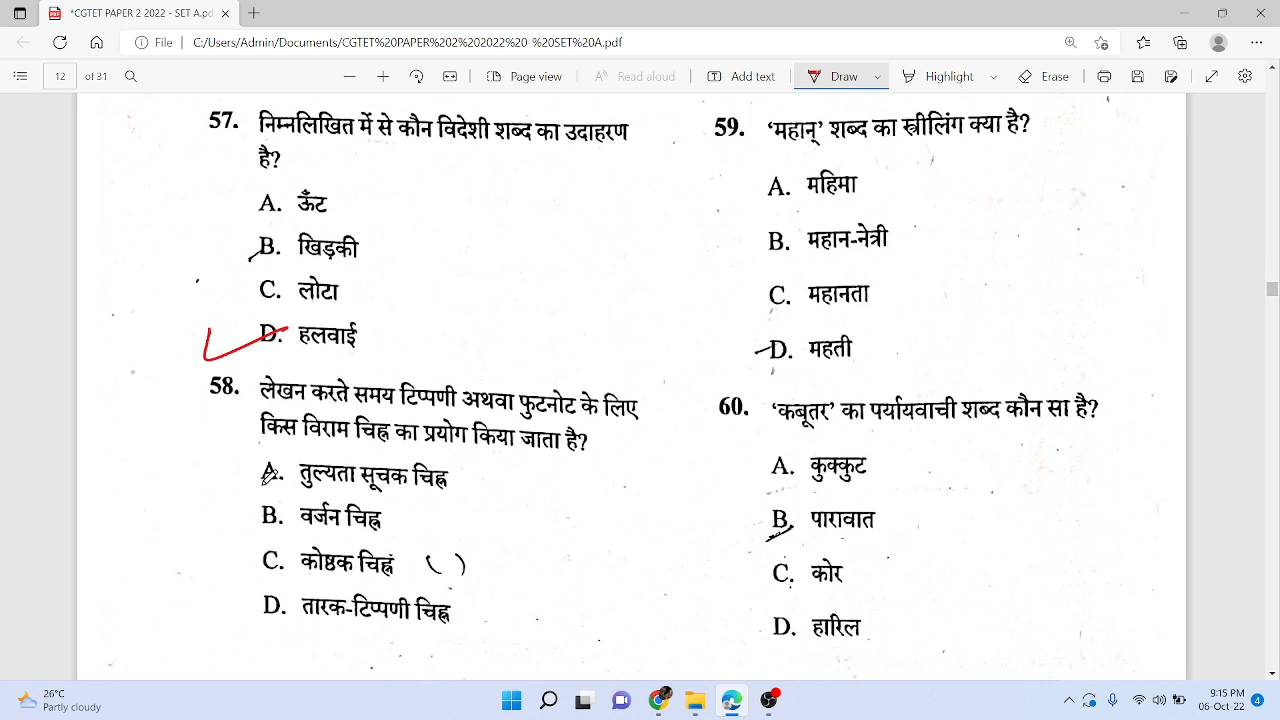 *CGTET PAPER 2 2022 - SET A.pd
File
C:/Users/Admin/Documents/CGTET%20PAPER%202%202022%20-%20SET%20A.pdf
12
of 31
Page view
Read aloud
Add text
Draw
Highlight
Erase
57. निम्नलिखित में से कौन विदेशी शब्द का उदाहरण
है?
A. ऊँट
B. खिड़की
C. लोटा
D. हलवाई
58. लेखन करते समय टिप्पणी अथवा फुटनोट के लिए
किस विराम चिह्न का प्रयोग किया जाता है?
A. तुल्यता सूचक चिह्न
B. वर्जन चिह्न
C. कोष्ठक चिह्नं ( )
D. तारक-टिप्पणी चिह्न
59. ‘महान्’ शब्द का स्त्रीलिंग क्या है?
A. महिमा
B. महान-नेत्री
C. महानता
D. महती
60. ‘कबूतर’ का पर्यायवाची शब्द कौन सा है?
A. कुक्कुट
B. पारावात
C. कोर
D. हारिल
26°C
Partly cloudy
9:15 PM
06-Oct-22
4